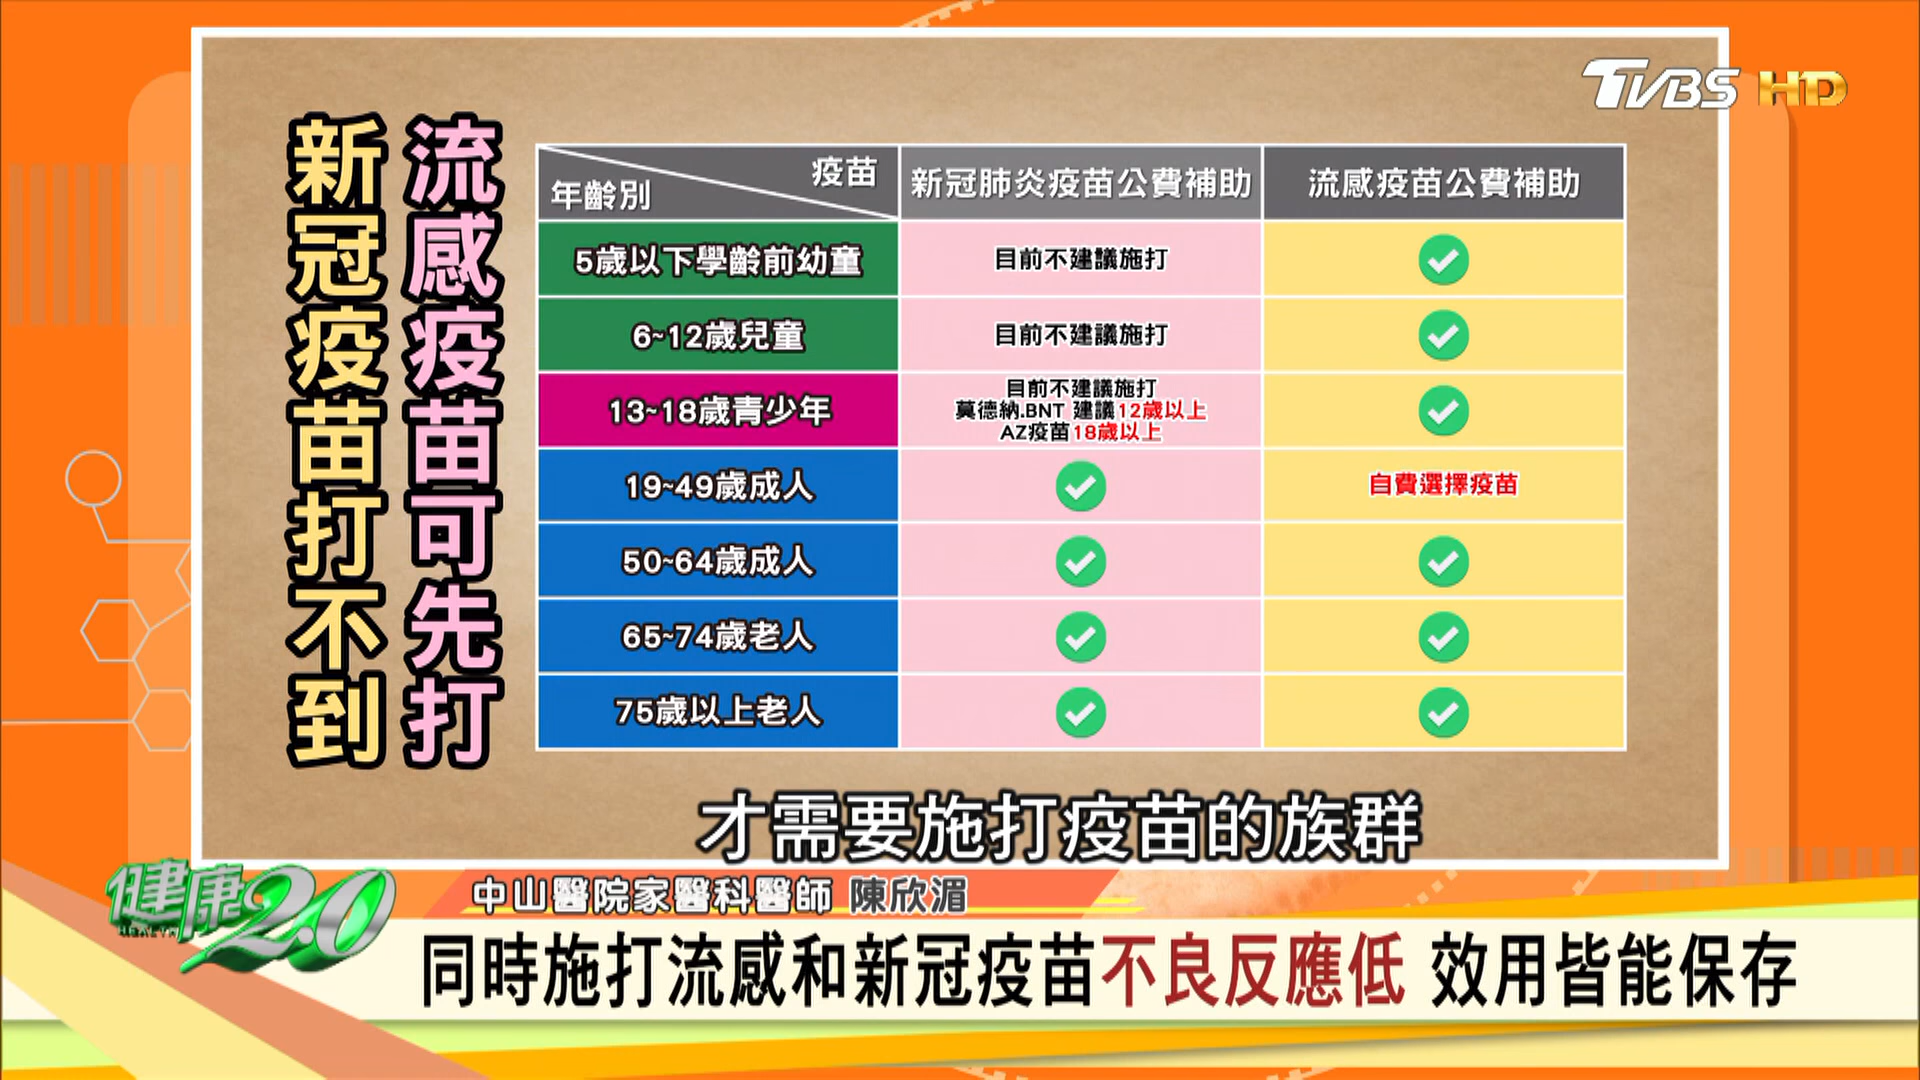 TVBS HD
流感疫苗可先打
新冠疫苗打不到
疫苗
年齡別
新冠肺炎疫苗公費補助
流感疫苗公費補助
5歲以下學齡前幼童
目前不建議施打
6~12歲兒童
目前不建議施打
13~18歲青少年
目前不建議施打
莫德納.BNT 建議12歲以上
AZ疫苗18歲以上
19~49歲成人
自費選擇疫苗
50~64歲成人
65~74歲老人
75歲以上老人
才需要施打疫苗的族群
健康2.0
HEALTH
中山醫院家醫科醫師 陳欣湄
同時施打流感和新冠疫苗不良反應低 效用皆能保存